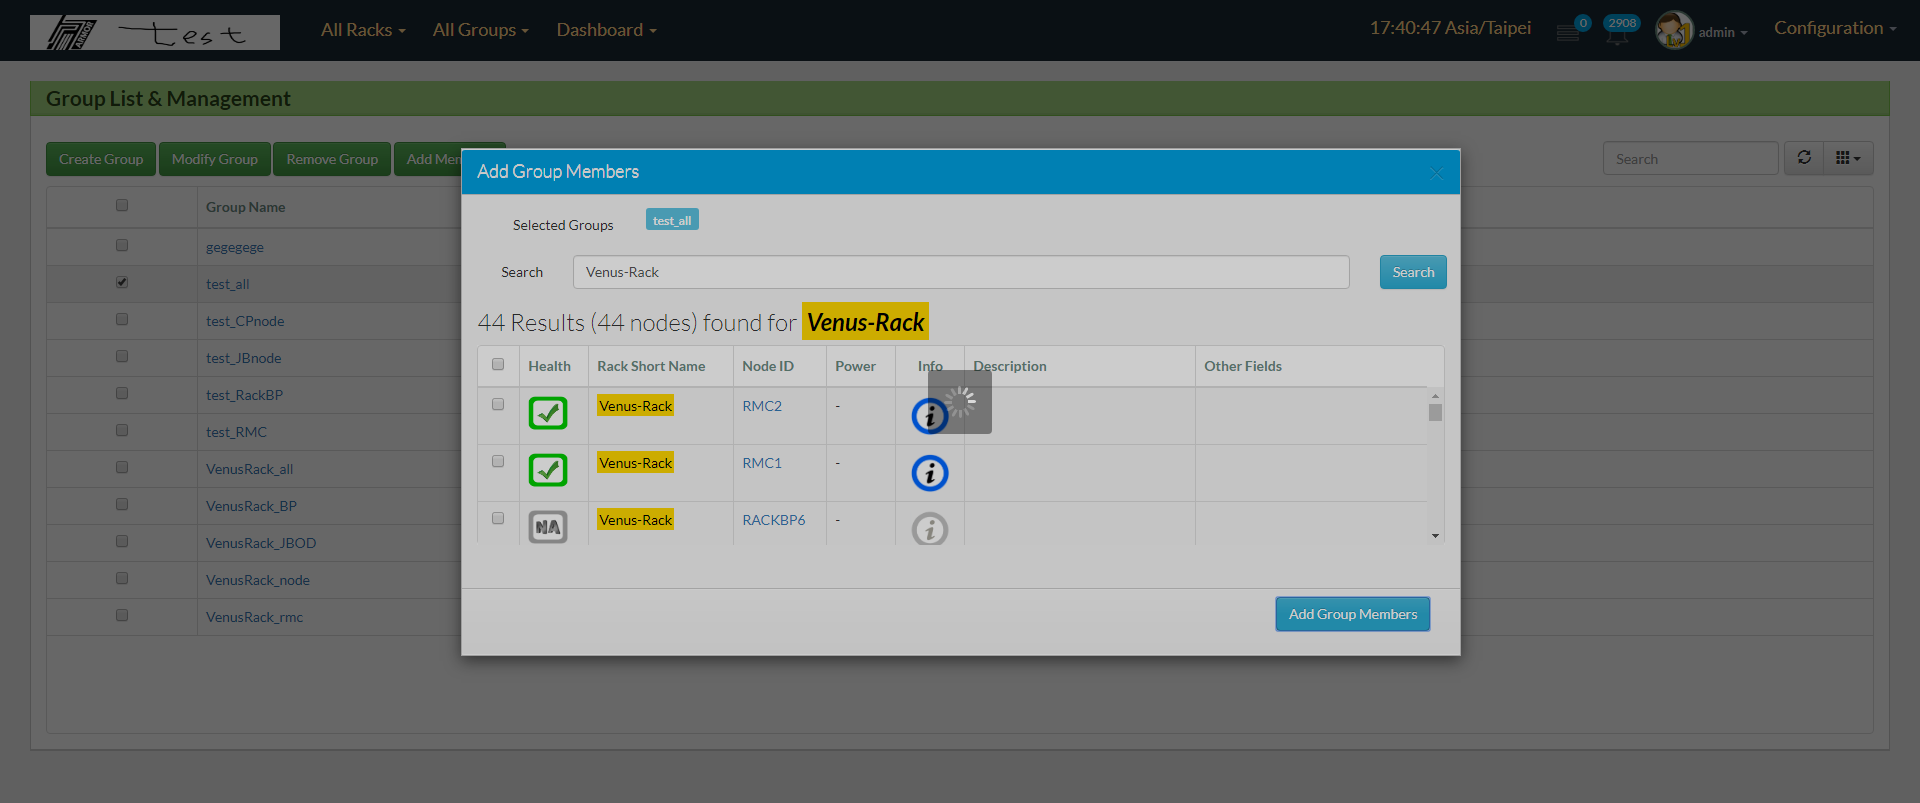 ARMOR test All Racks All Groups Dashboard 17:40:47 Asia/Taipei 0 2908 admin Configuration
Group List & Management
Create Group Modify Group Remove Group Search
Group Name
gegegege
test_all
test_CPnode
test_JBnode
test_RackBP
test_RMC
VenusRack_all
VenusRack_BP
VenusRack_JBOD
VenusRack_node
VenusRack_rmc
Add Group Members
Selected Groups test_all
Search Venus-Rack Search
44 Results (44 nodes) found for Venus-Rack
Health Rack Short Name Node ID Power Info Description Other Fields
Venus-Rack RMC2 -
Venus-Rack RMC1 -
NA Venus-Rack RACKBP6 -
Add Group Members